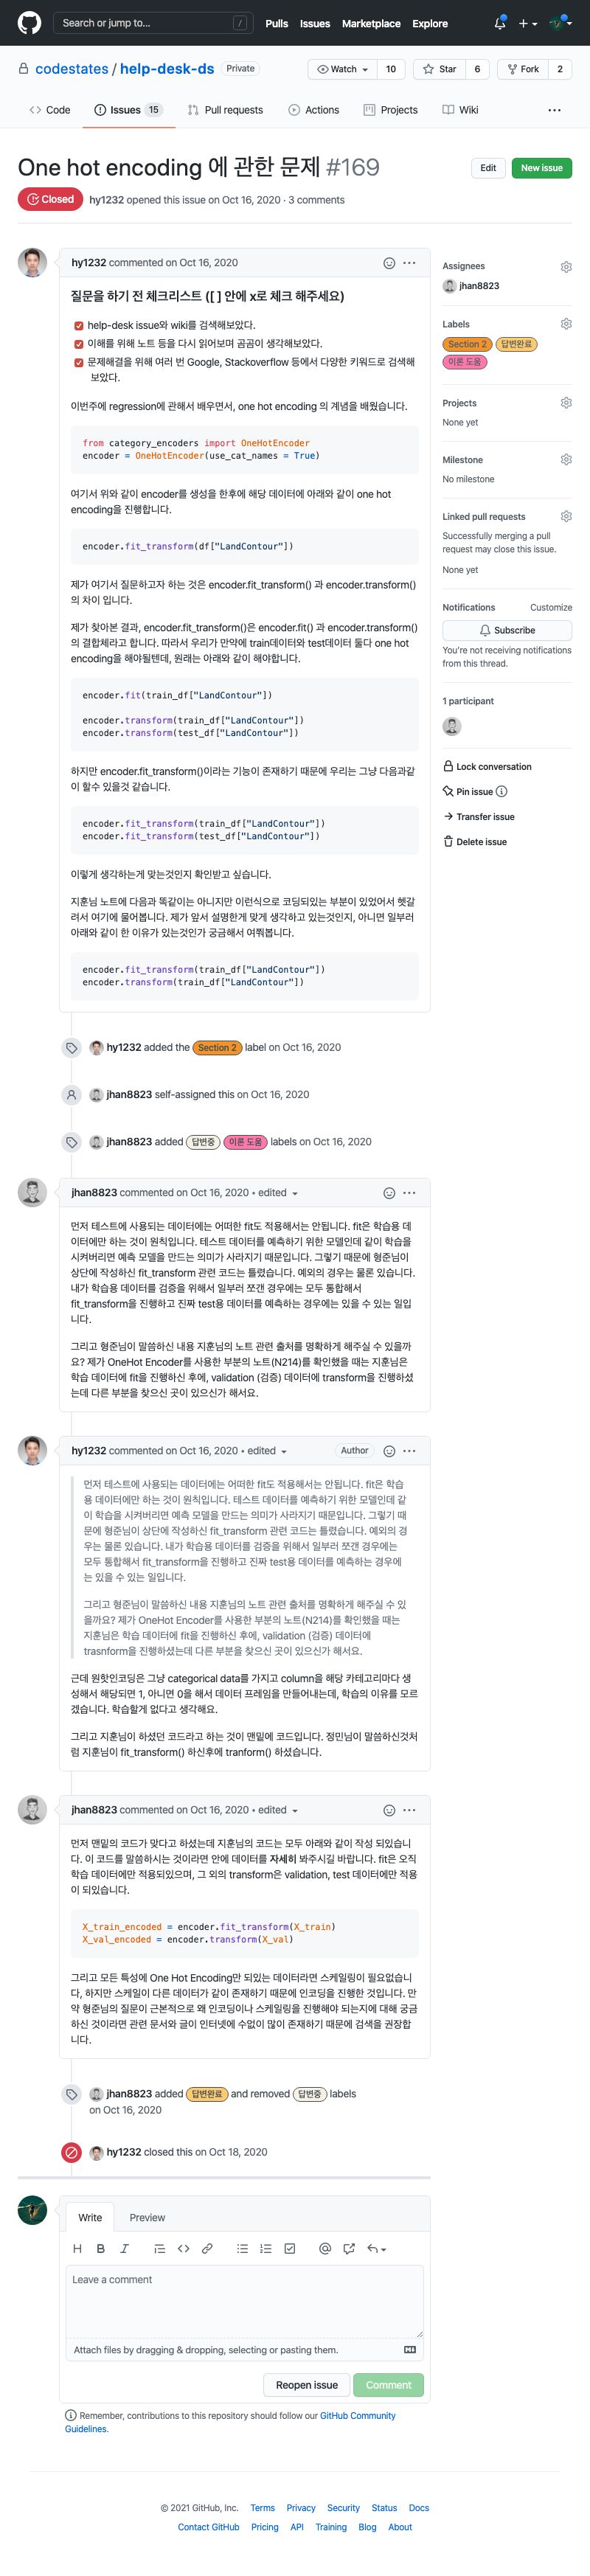 Search or jump to...
/
Pulls Issues Marketplace Explore
codestates / help-desk-ds Private
Watch 10 Star 6 Fork 2
Code Issues 15 Pull requests Actions Projects Wiki
One hot encoding 에 관한 문제 #169
Edit New issue
Closed hy1232 opened this issue on Oct 16, 2020 · 3 comments
hy1232 commented on Oct 16, 2020
질문을 하기 전 체크리스트 ([ ] 안에 x로 체크 해주세요)
help-desk issue와 wiki를 검색해보았다.
이해를 위해 노트 등을 다시 읽어보며 곰곰이 생각해보았다.
문제해결을 위해 여러 번 Google, Stackoverflow 등에서 다양한 키워드로 검색해
보았다.
이번주에 regression에 관해서 배우면서, one hot encoding 의 계념을 배웠습니다.
from category_encoders import OneHotEncoder
encoder = OneHotEncoder(use_cat_names = True)
여기서 위와 같이 encoder를 생성을 한후에 해당 데이터에 아래와 같이 one hot
encoding을 진행합니다.
encoder.fit_transform(df["LandContour"])
제가 여기서 질문하고자 하는 것은 encoder.fit_transform() 과 encoder.transform()
의 차이 입니다.
제가 찾아본 결과, encoder.fit_transform()은 encoder.fit() 과 encoder.transform()
의 결합체라고 합니다. 따라서 우리가 만약에 train데이터와 test데이터 둘다 one hot
encoding을 해야될텐데, 원래는 아래와 같이 해야합니다.
encoder.fit(train_df["LandContour"])
encoder.transform(train_df["LandContour"])
encoder.transform(test_df["LandContour"])
하지만 encoder.fit_transform()이라는 기능이 존재하기 때문에 우리는 그냥 다음과같
이 할수 있을것 같습니다.
encoder.fit_transform(train_df["LandContour"])
encoder.fit_transform(test_df["LandContour"])
이렇게 생각하는게 맞는것인지 확인받고 싶습니다.
지훈님 노트에 다음과 똑같이는 아니지만 이런식으로 코딩되있는 부분이 있었어서 헷갈
려서 여기에 물어봅니다. 제가 앞서 설명한게 맞게 생각하고 있는것인지, 아니면 일부러
아래와 같이 한 이유가 있는것인가 궁금해서 여쭤봅니다.
encoder.fit_transform(train_df["LandContour"])
encoder.transform(train_df["LandContour"])
hy1232 added the Section 2 label on Oct 16, 2020
jhan8823 self-assigned this on Oct 16, 2020
jhan8823 added 답변중 이론 도움 labels on Oct 16, 2020
jhan8823 commented on Oct 16, 2020 • edited
먼저 테스트에 사용되는 데이터에는 어떠한 fit도 적용해서는 안됩니다. fit은 학습용 데
이터에만 하는 것이 원칙입니다. 테스트 데이터를 예측하기 위한 모델인데 같이 학습을
시켜버리면 예측 모델을 만드는 의미가 사라지기 때문입니다. 그렇기 때문에 형준님이
상단에 작성하신 fit_transform 관련 코드는 틀렸습니다. 예외의 경우는 물론 있습니다.
내가 학습용 데이터를 검증을 위해서 일부러 쪼갠 경우에는 모두 통합해서
fit_transform을 진행하고 진짜 test용 데이터를 예측하는 경우에는 있을 수 있는 일입니
다.
그리고 형준님이 말씀하신 내용 지훈님의 노트 관련 출처를 명확하게 해주실 수 있을까
요? 제가 OneHot Encoder를 사용한 부분의 노트(N214)를 확인했을 때는 지훈님은
학습 데이터에 fit을 진행하신 후에, validation (검증) 데이터에 transform을 진행하셨
는데 다른 부분을 찾으신 곳이 있으신가 해서요.
hy1232 commented on Oct 16, 2020 • edited Author
먼저 테스트에 사용되는 데이터에는 어떠한 fit도 적용해서는 안됩니다. fit은 학습
용 데이터에만 하는 것이 원칙입니다. 테스트 데이터를 예측하기 위한 모델인데 같
이 학습을 시켜버리면 예측 모델을 만드는 의미가 사라지기 때문입니다. 그렇기 때
문에 형준님이 상단에 작성하신 fit_transform 관련 코드는 틀렸습니다. 예외의 경
우는 물론 있습니다. 내가 학습용 데이터를 검증을 위해서 일부러 쪼갠 경우에는
모두 통합해서 fit_transform을 진행하고 진짜 test용 데이터를 예측하는 경우에
는 있을 수 있는 일입니다.
그리고 형준님이 말씀하신 내용 지훈님의 노트 관련 출처를 명확하게 해주실 수 있
을까요? 제가 OneHot Encoder를 사용한 부분의 노트(N214)를 확인했을 때는
지훈님은 학습 데이터에 fit을 진행하신 후에, validation (검증) 데이터에
trasnform을 진행하셨는데 다른 부분을 찾으신 곳이 있으신가 해서요.
근데 원핫인코딩은 그냥 categorical data를 가지고 column을 해당 카테고리마다 생
성해서 해당되면 1, 아니면 0을 해서 데이터 프레임을 만들어내는데, 학습의 이유를 모르
겠습니다. 학습할게 없다고 생각해요.
그리고 지훈님이 하셨던 코드라고 하는 것이 맨밑에 코드입니다. 정민님이 말씀하신것처
럼 지훈님이 fit_transform() 하신후에 tranform() 하셨습니다.
jhan8823 commented on Oct 16, 2020 • edited
먼저 맨밑의 코드가 맞다고 하셨는데 지훈님의 코드는 모두 아래와 같이 작성 되있습니
다. 이 코드를 말씀하시는 것이라면 안에 데이터를 자세히 봐주시길 바랍니다. fit은 오직
학습 데이터에만 적용되있으며, 그 외의 transform은 validation, test 데이터에만 적용
이 되있습니다.
X_train_encoded = encoder.fit_transform(X_train)
X_val_encoded = encoder.transform(X_val)
그리고 모든 특성에 One Hot Encoding만 되있는 데이터라면 스케일링이 필요없습니
다, 하지만 스케일이 다른 데이터가 같이 존재하기 때문에 인코딩을 진행한 것입니다. 만
약 형준님의 질문이 근본적으로 왜 인코딩이나 스케일링을 진행해야 되는지에 대해 궁금
하신 것이라면 관련 문서와 글이 인터넷에 수없이 많이 존재하기 때문에 검색을 권장합
니다.
jhan8823 added 답변완료 and removed 답변중 labels
on Oct 16, 2020
hy1232 closed this on Oct 18, 2020
Write Preview
Leave a comment
Attach files by dragging & dropping, selecting or pasting them.
Reopen issue Comment
Remember, contributions to this repository should follow our GitHub Community
Guidelines.
Assignees
jhan8823
Labels
Section 2 답변완료
이론 도움
Projects
None yet
Milestone
No milestone
Linked pull requests
Successfully merging a pull
request may close this issue.
None yet
Notifications Customize
Subscribe
You're not receiving notifications
from this thread.
1 participant
Lock conversation
Pin issue
Transfer issue
Delete issue
© 2021 GitHub, Inc. Terms Privacy Security Status Docs
Contact GitHub Pricing API Training Blog About